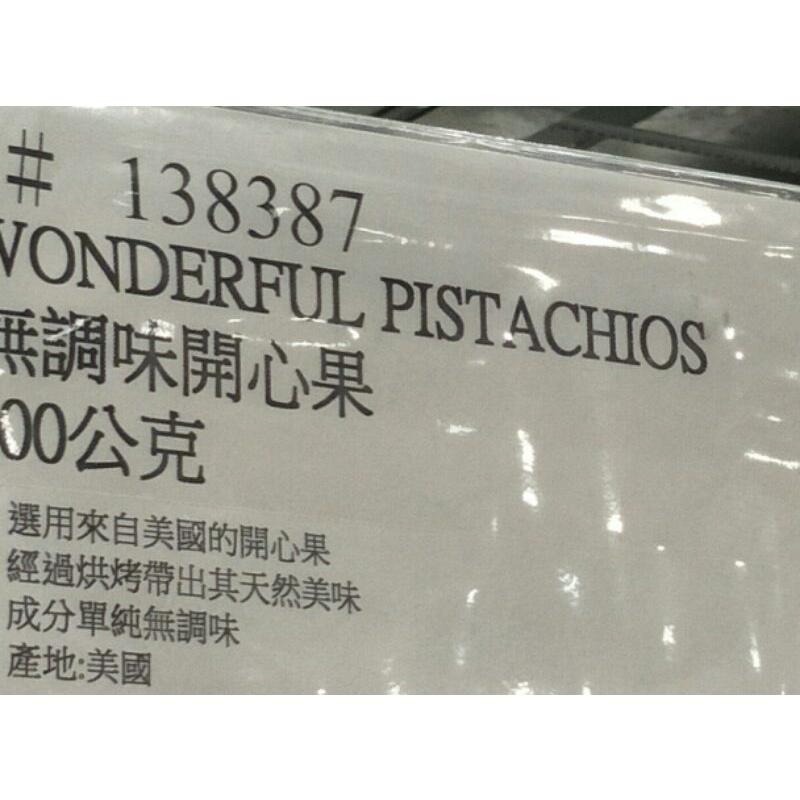 # 138387
WONDERFUL PISTACHIOS
無調味開心果
00公克
選用來自美國的開心果
經過烘烤帶出其天然美味
成分單純無調味
產地:美國